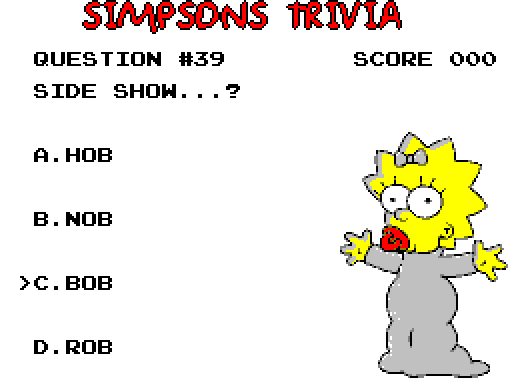 SIMPSONS TRIVIA
QUESTION #39 SCORE 000
SIDE SHOW...?
A.HOB
B.NOB
>C.BOB
D.ROB